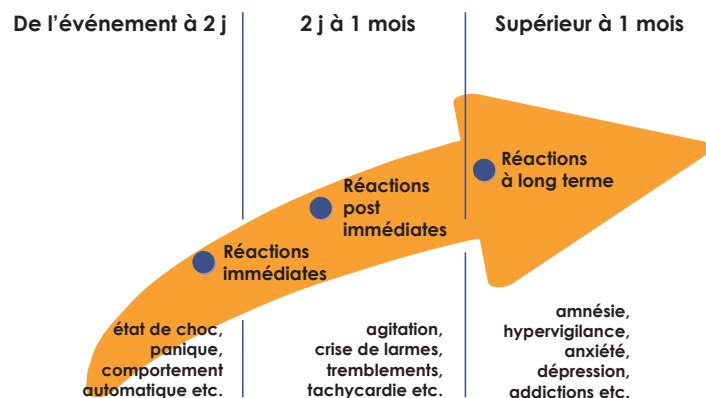 De l'événement à 2 j
2 j à 1 mois
Supérieur à 1 mois
Réactions
immédiates
Réactions
post
immédiates
Réactions
à long terme
état de choc,
panique,
comportement
automatique etc.
agitation,
crise de larmes,
tremblements,
tachycardie etc.
amnésie,
hypervigilance,
anxiété,
dépression,
addictions etc.